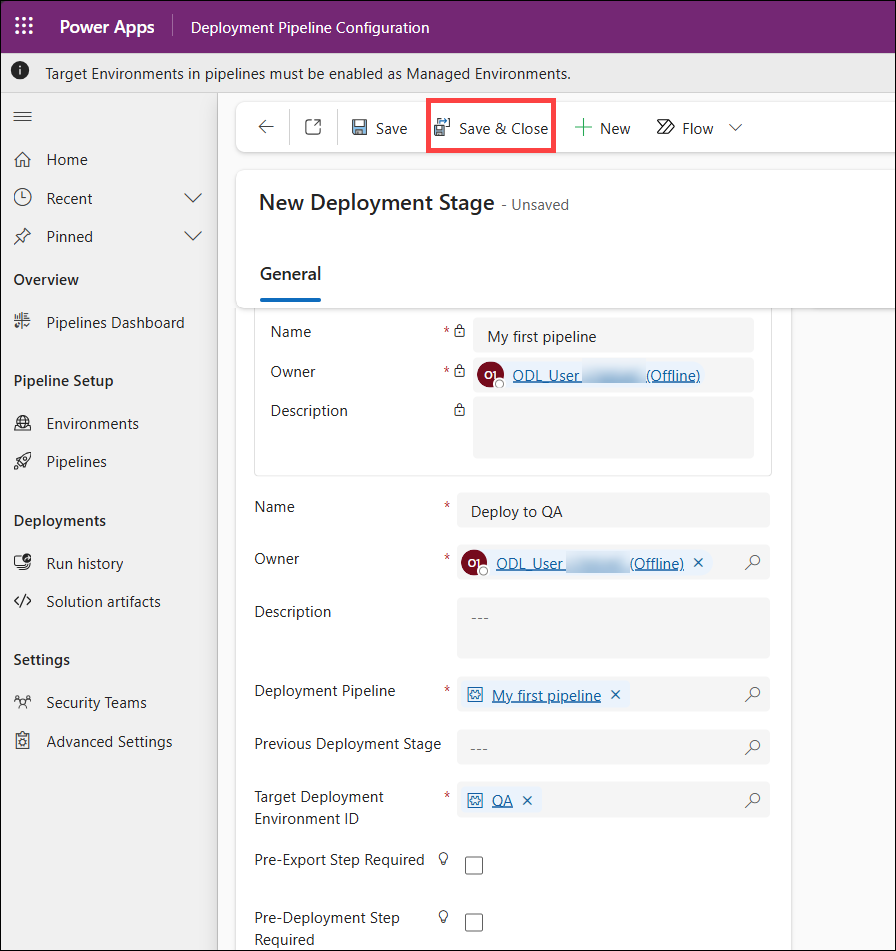 Power Apps Deployment Pipeline Configuration
Target Environments in pipelines must be enabled as Managed Environments.
Save Save & Close New Flow
Home
Recent
Pinned
Overview
Pipelines Dashboard
Pipeline Setup
Environments
Pipelines
Deployments
Run history
Solution artifacts
Settings
Security Teams
Advanced Settings
New Deployment Stage - Unsaved
General
Name * My first pipeline
Owner * O1 ODL_User (Offline)
Description
Name * Deploy to QA
Owner * O1 ODL_User (Offline)
Description ---
Deployment Pipeline * My first pipeline
Previous Deployment Stage ---
Target Deployment * QA
Environment ID
Pre-Export Step Required
Pre-Deployment Step
Required